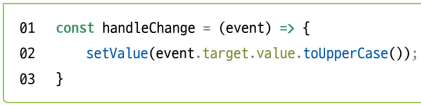 01 const handleChange = (event) => {
02     setValue(event.target.value.toUpperCase());
03 }